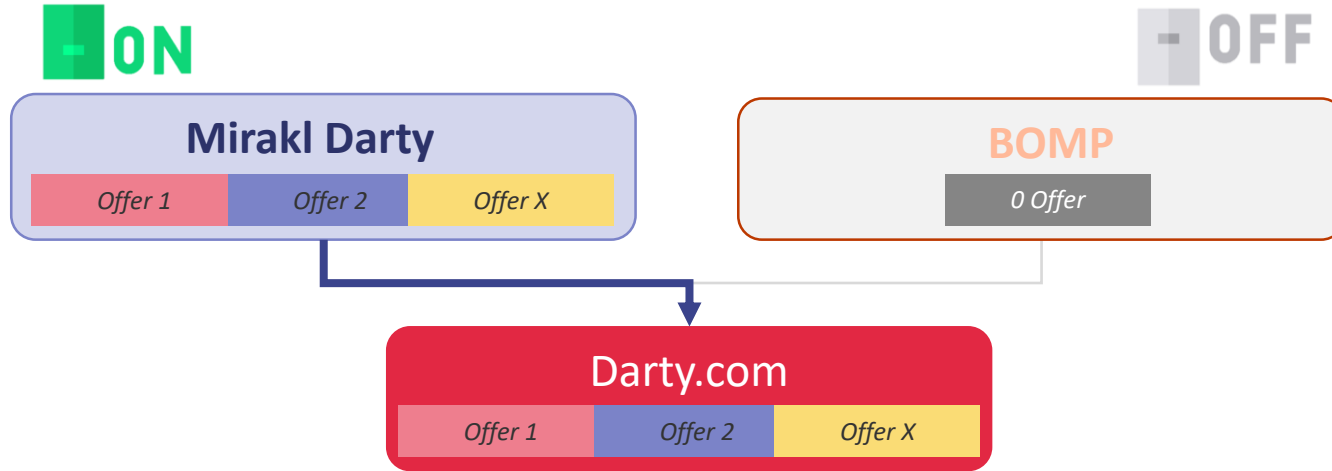 ON
OFF
Mirakl Darty
Offer 1
Offer 2
Offer X
BOMP
0 Offer
Darty.com
Offer 1
Offer 2
Offer X